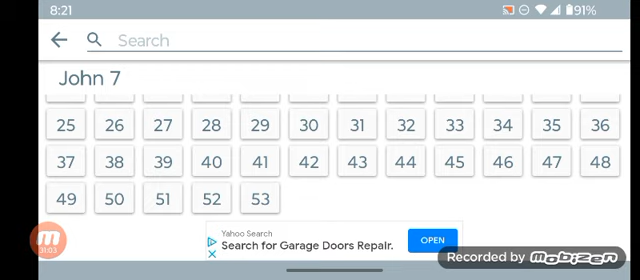 8:21 91%
Search
John 7
25 26 27 28 29 30 31 32 33 34 35 36
37 38 39 40 41 42 43 44 45 46 47 48
49 50 51 52 53
Yahoo Search
Search for Garage Doors Repair.
OPEN
01:03
Recorded by mobizen